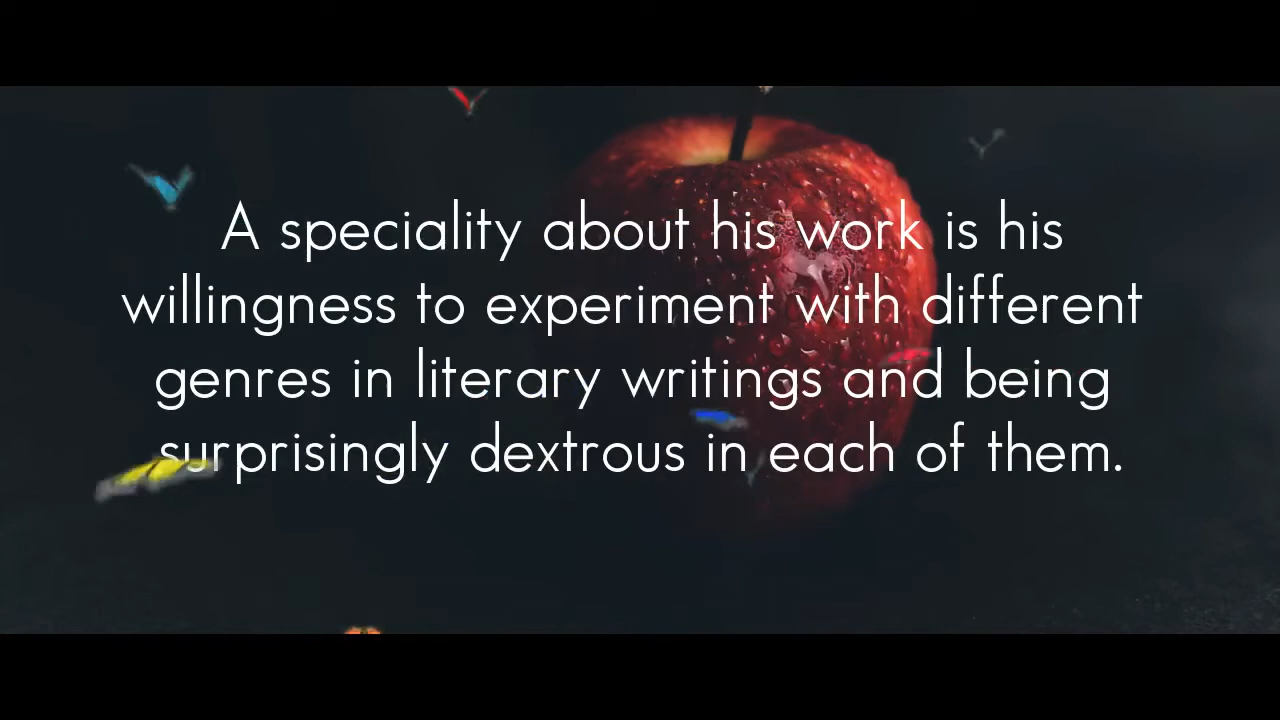 A speciality about his work is his
willingness to experiment with different
genres in literary writings and being
surprisingly dextrous in each of them.